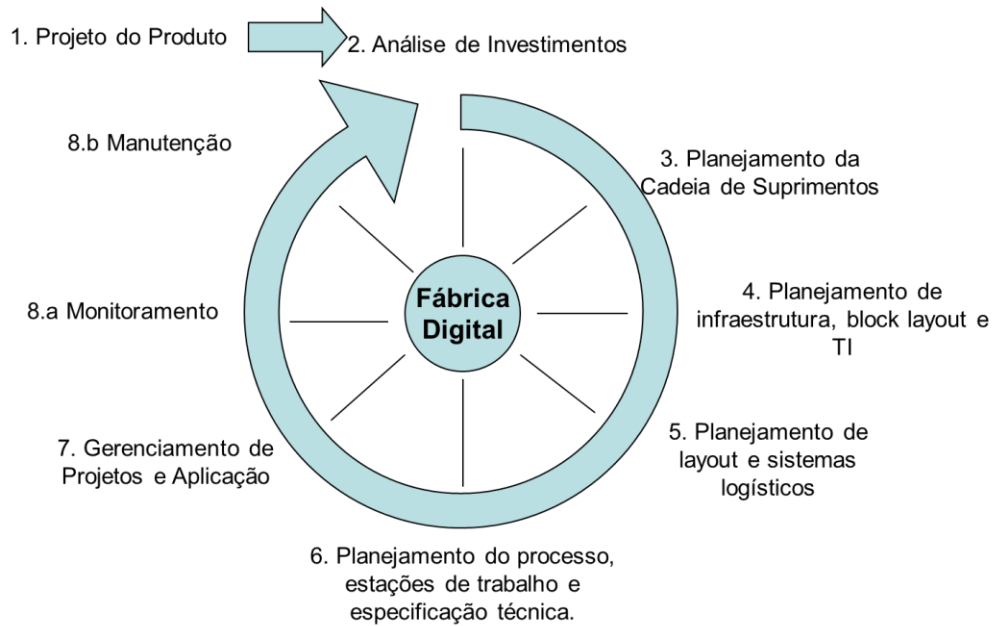 1. Projeto do Produto
2. Análise de Investimentos
3. Planejamento da
Cadeia de Suprimentos
4. Planejamento de
infraestrutura, block layout e
TI
5. Planejamento de
layout e sistemas
logísticos
6. Planejamento do processo,
estações de trabalho e
especificação técnica.
7. Gerenciamento de
Projetos e Aplicação
8.a Monitoramento
8.b Manutenção
Fábrica
Digital